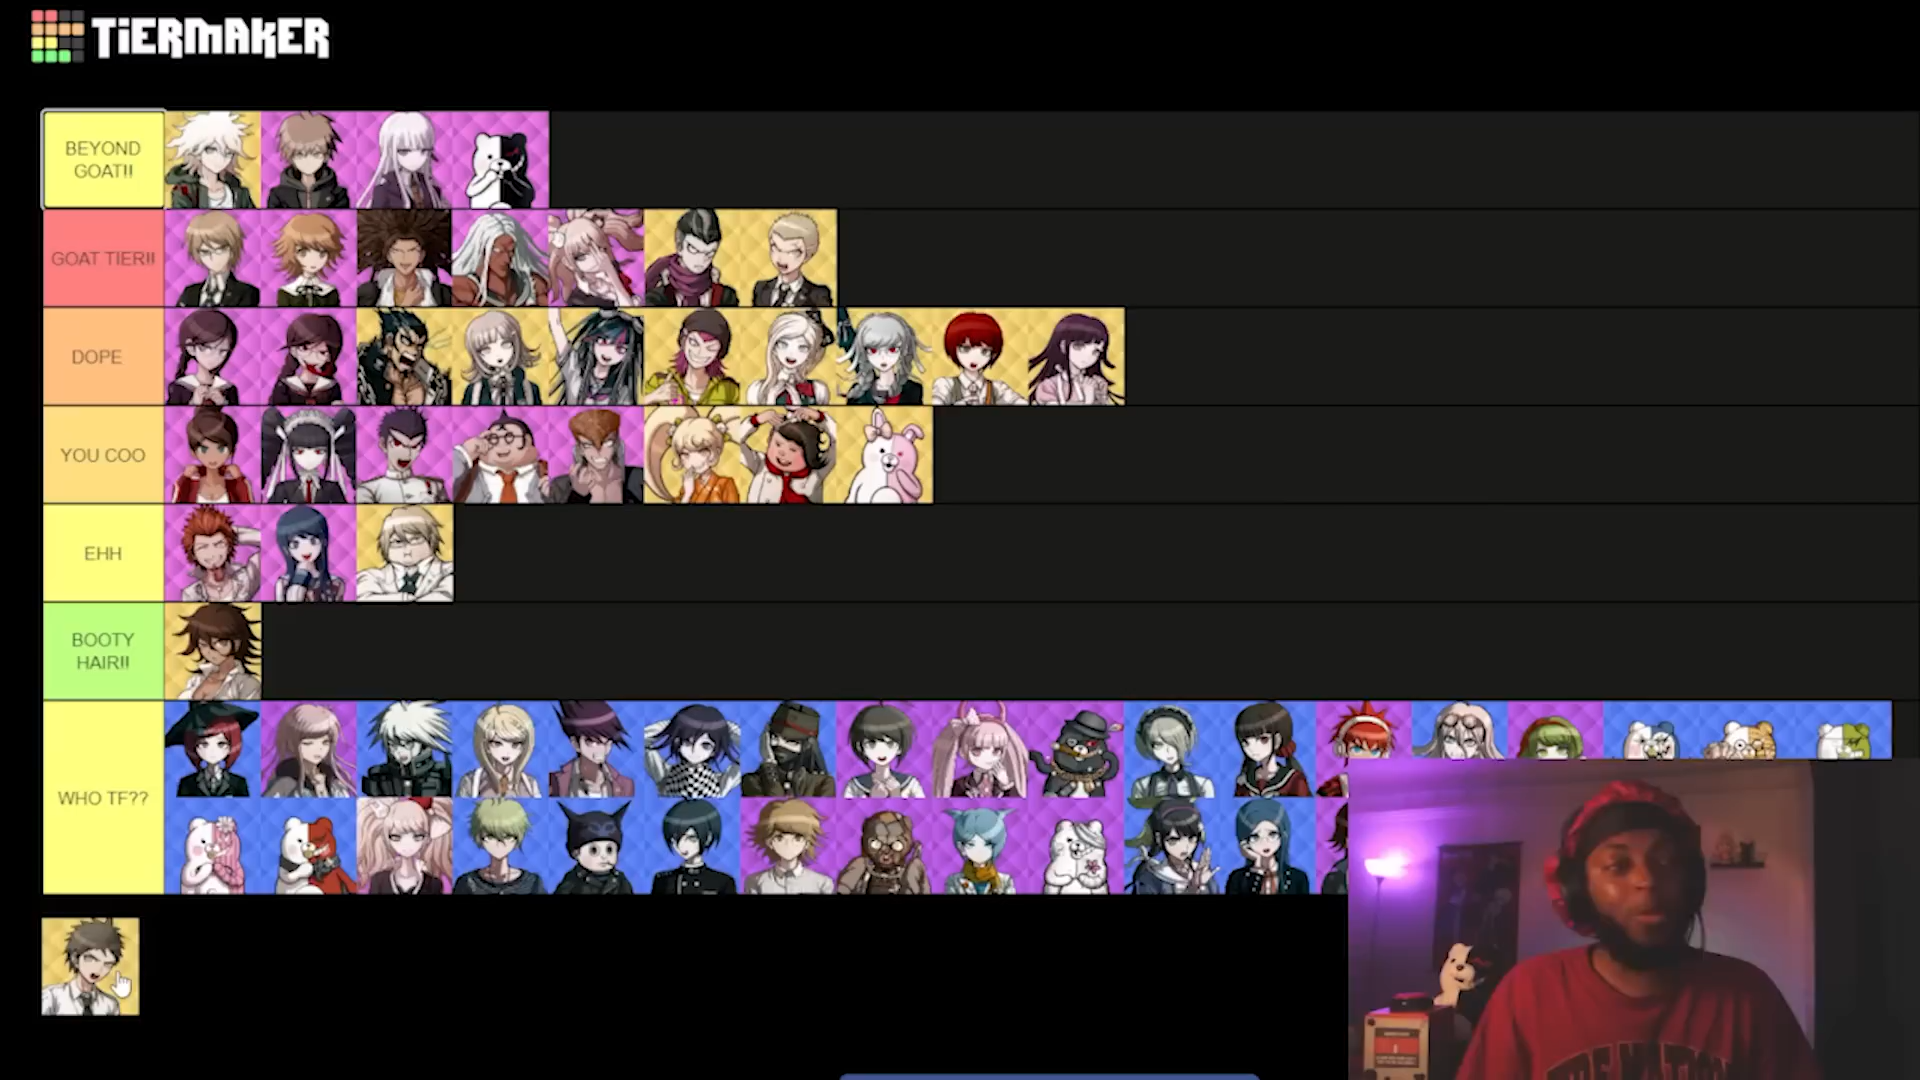 TiERMAKER
BEYOND
GOAT!!
GOAT TIER!!
DOPE
YOU COO
EHH
BOOTY
HAIR!!
WHO TF??